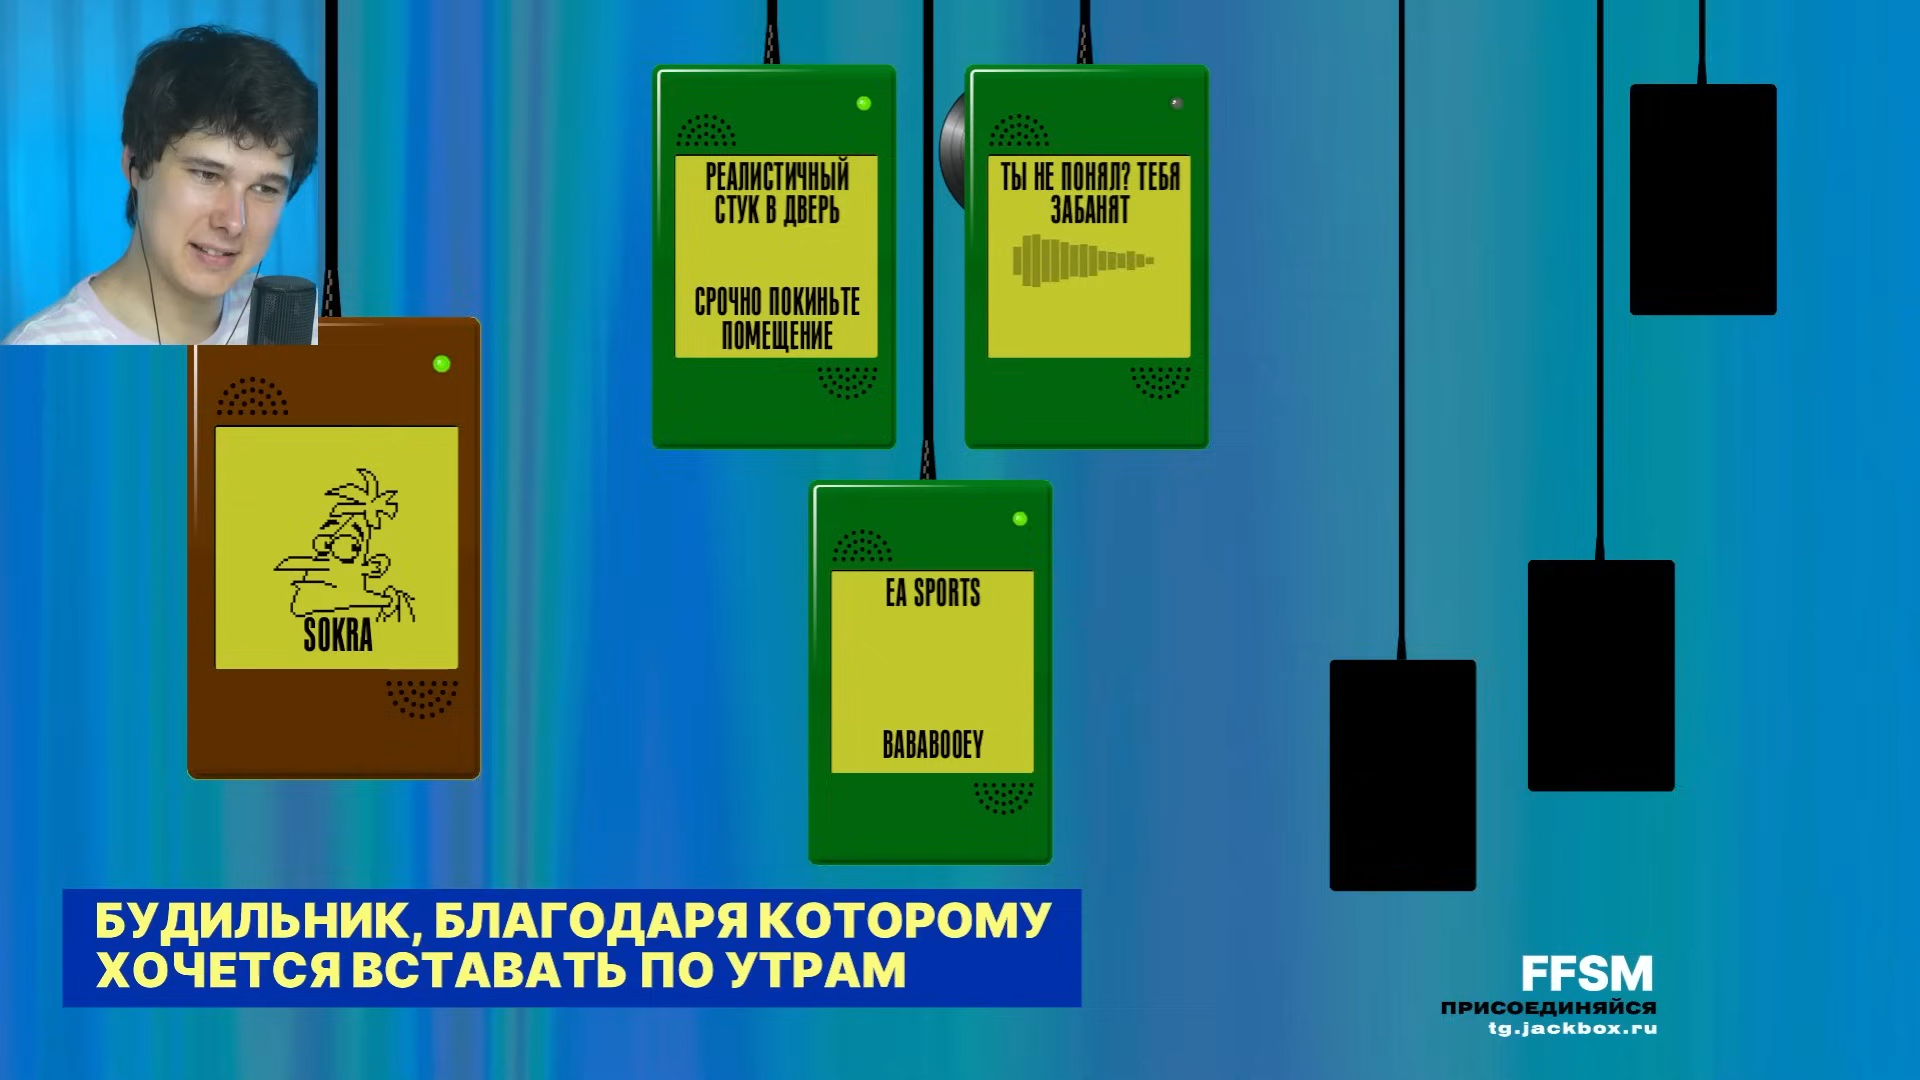 РЕАЛИСТИЧНЫЙ
СТУК В ДВЕРЬ
СРОЧНО ПОКИНЬТЕ
ПОМЕЩЕНИЕ
ТЫ НЕ ПОНЯЛ? ТЕБЯ
ЗАБАНЯТ
SOKRA
EA SPORTS
BABABOOEY
БУДИЛЬНИК, БЛАГОДАРЯ КОТОРОМУ
ХОЧЕТСЯ ВСТАВАТЬ ПО УТРАМ
FFSM
ПРИСОЕДИНЯЙСЯ
tg.jackbox.ru